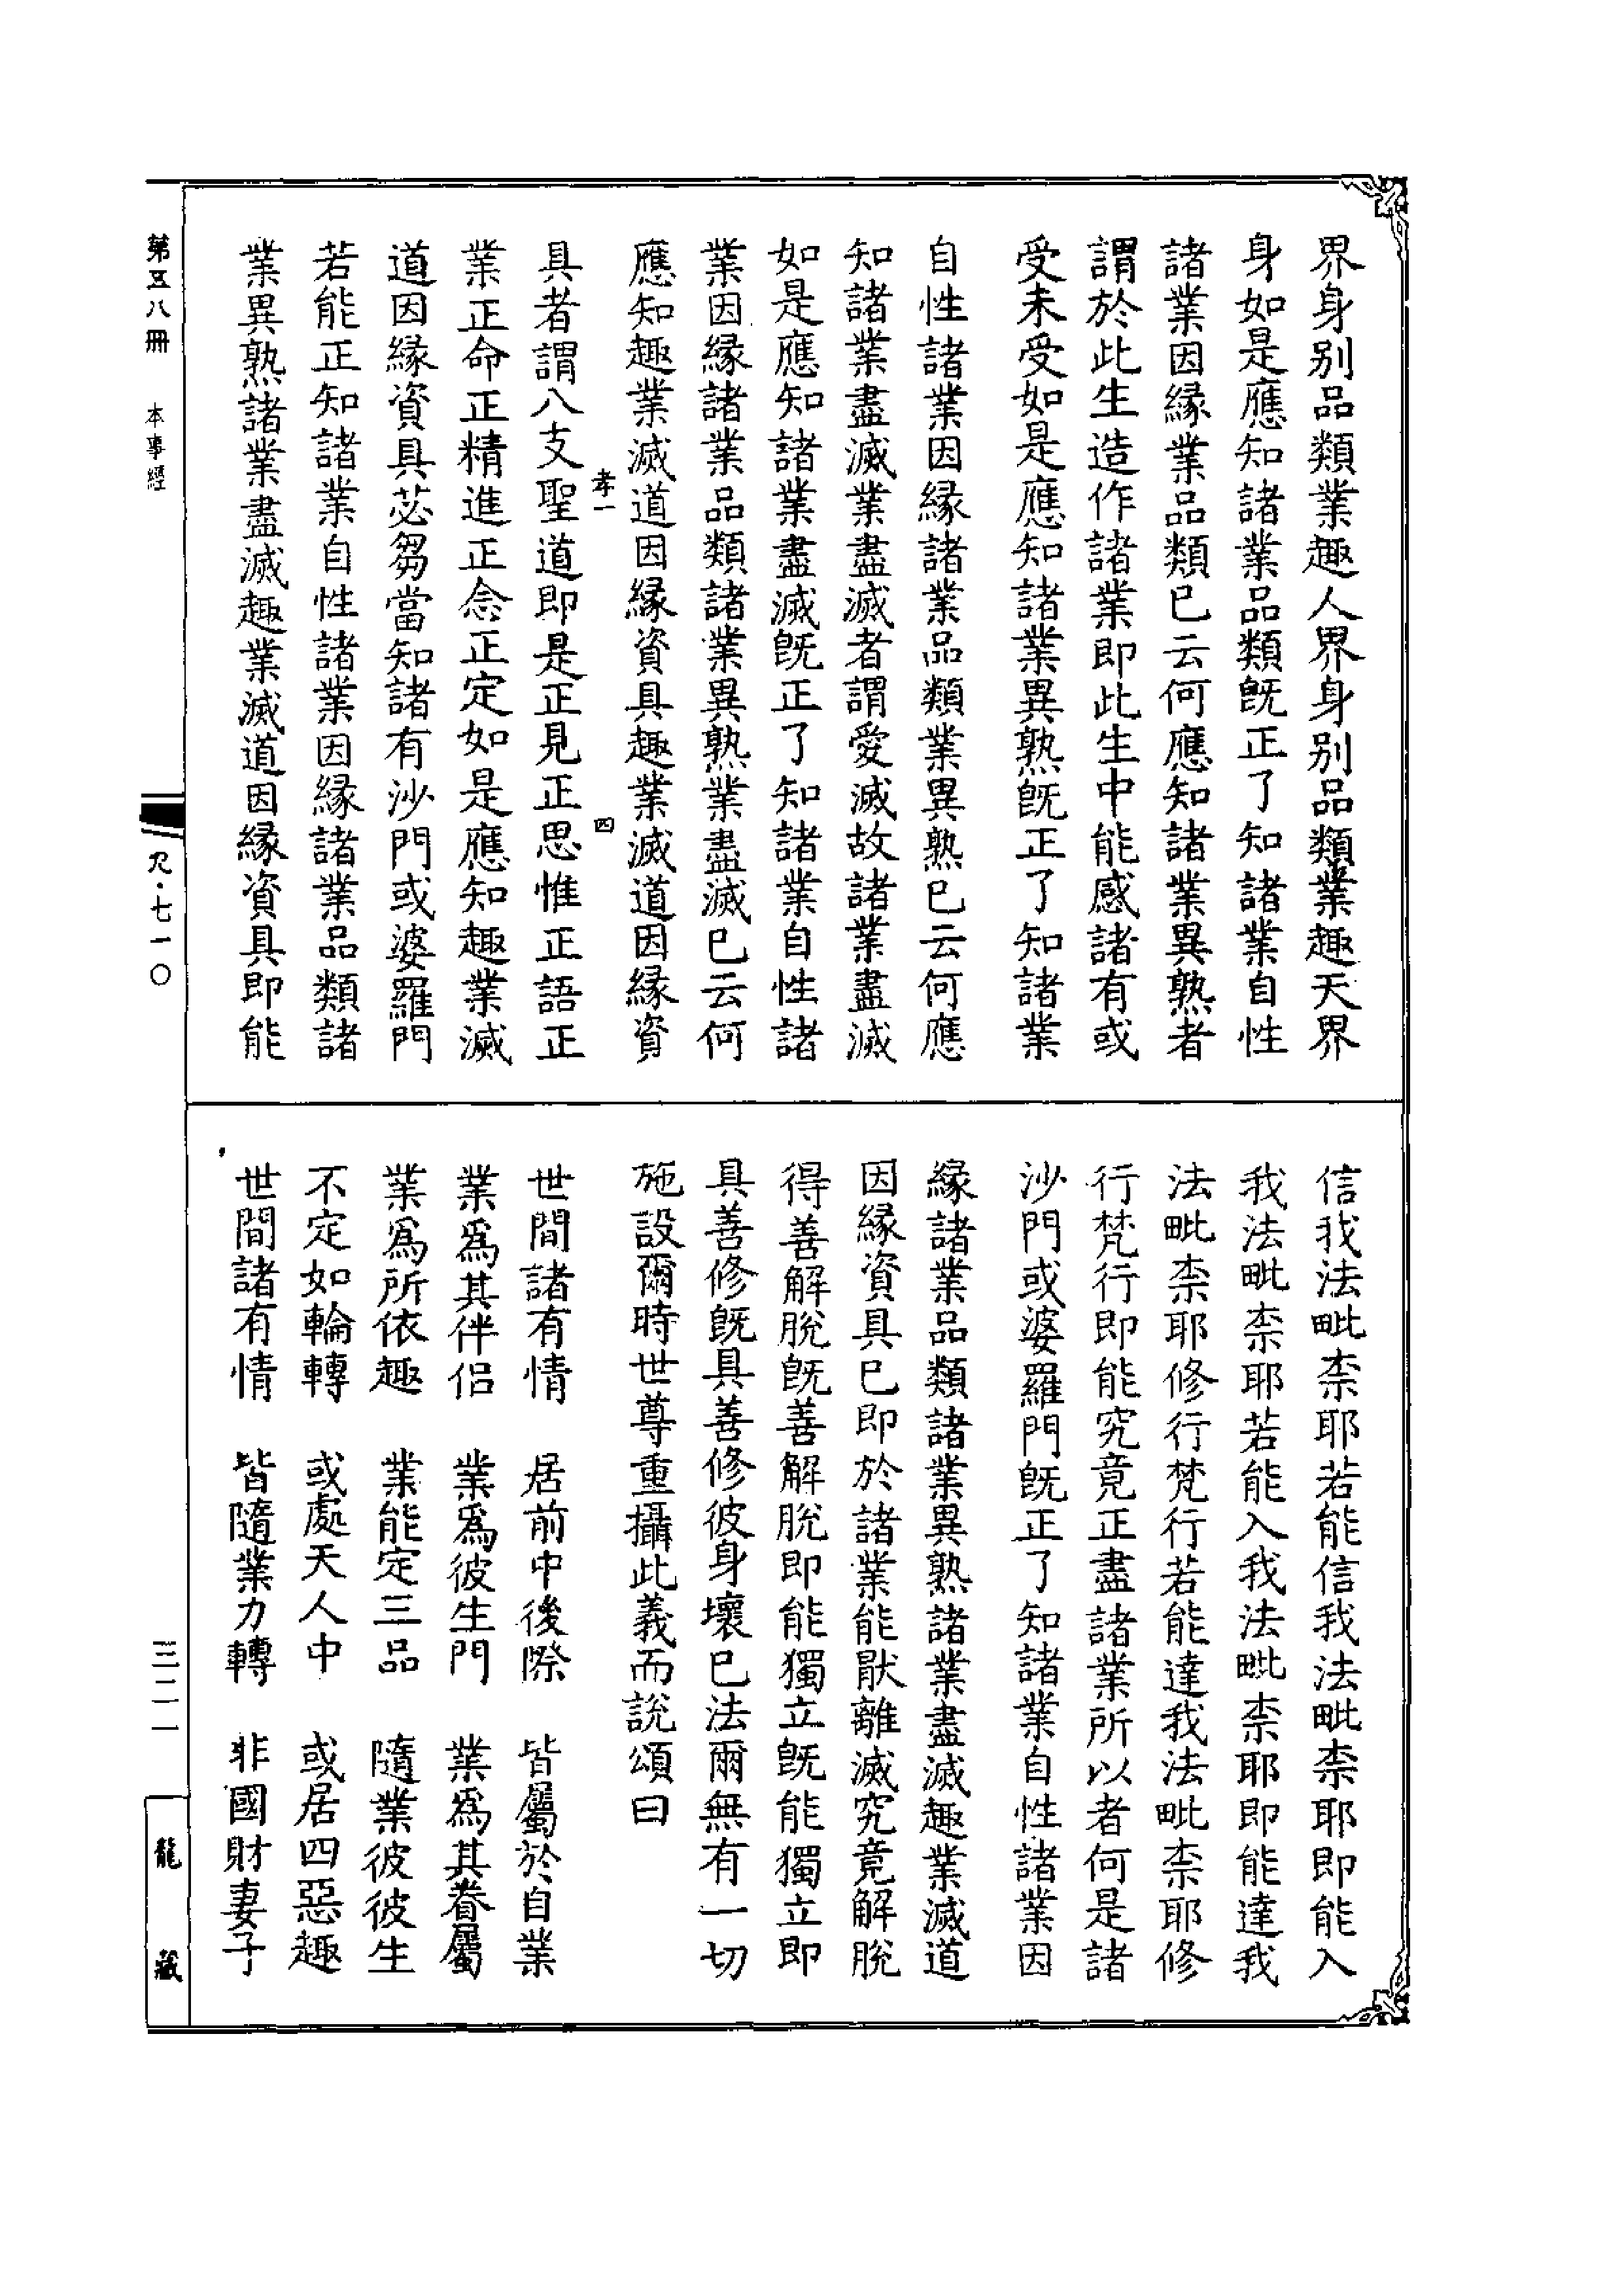 界身别品類業趣人界身别品類業趣天界
身如是應知諸業品類既正了知諸業自性
諸業因緣業品類已云何應知諸業異熟者
謂於此生造作諸業即此生中能感諸有或
受未受如是應知諸業異熟既正了知諸業
自性諸業因緣諸業品類業異熟已云何應
知諸業盡滅業盡滅者謂愛滅故諸業盡滅
如是應知諸業盡滅既正了知諸業自性諸
業因緣諸業品類諸業異熟業盡滅已云何
應知趣業滅道因緣資具趣業滅道因緣資
孝一
四
具者謂八支聖道即是正見正思惟正語正
業正命正精進正念正定如是應知趣業滅
道因緣資具苾芻當知諸有沙門或婆羅門
若能正知諸業自性諸業因緣諸業品類諸
業異熟諸業盡滅趣業滅道因緣資具即能
信我法毗柰耶若能信我法毗柰耶即能入
我法毗柰耶若能入我法毗柰耶即能達我
法毗柰耶修行梵行若能達我法毗柰耶修
行梵行即能究竟正盡諸業所以者何是諸
沙門或婆羅門既正了知諸業自性諸業因
緣諸業品類諸業異熟諸業盡滅趣業滅道
因緣資具已即於諸業能厭離滅究竟解脫
得善解脫既善解脫即能獨立既能獨立即
具善修既具善修彼身壞已法爾無有一切
施設爾時世尊重攝此義而說頌曰
世間諸有情　居前中後際　皆屬於自業
業為其伴侶　業為彼生門　業為其眷屬
業為所依趣　業能定三品　隨業彼彼生
不定如輪轉　或處天人中　或居四惡趣
世間諸有情　皆隨業力轉　非國財妻子
第五八冊　本事經
尺·七一〇
三二一
龍藏